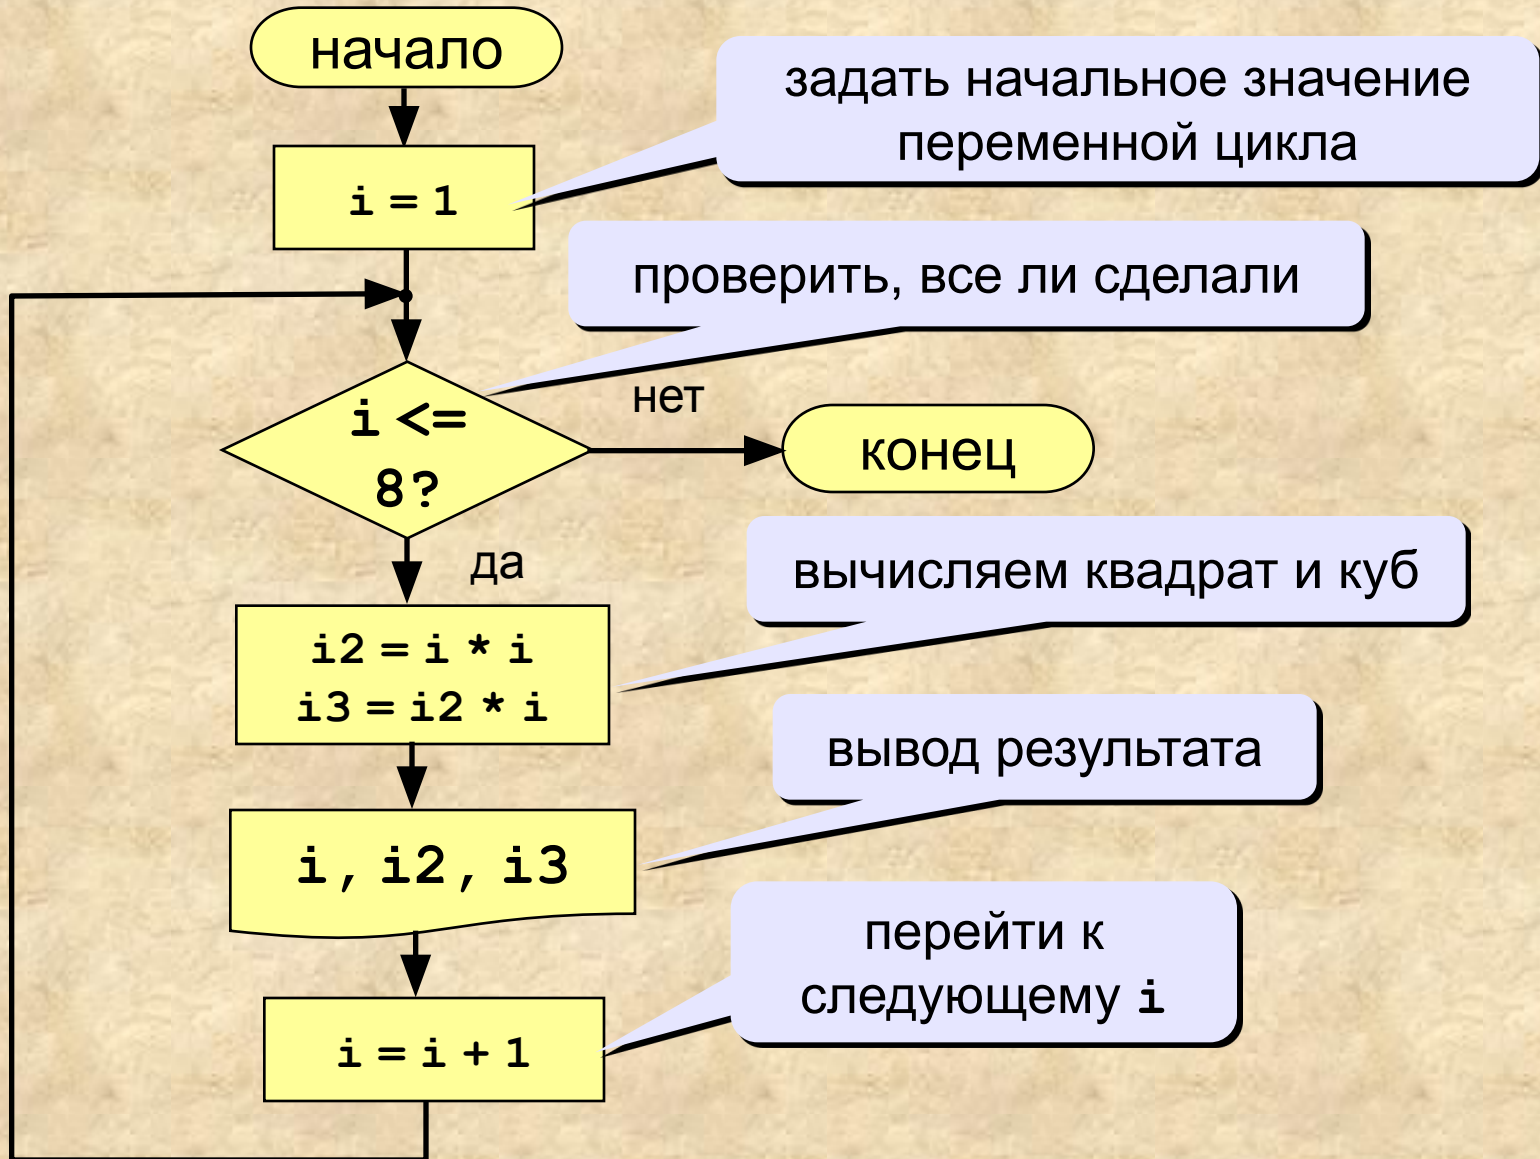 начало
задать начальное значение
переменной цикла
i = 1
проверить, все ли сделали
i <=
8?
нет
конец
да
вычисляем квадрат и куб
i2 = i * i
i3 = i2 * i
вывод результата
i, i2, i3
перейти к
следующему i
i = i + 1